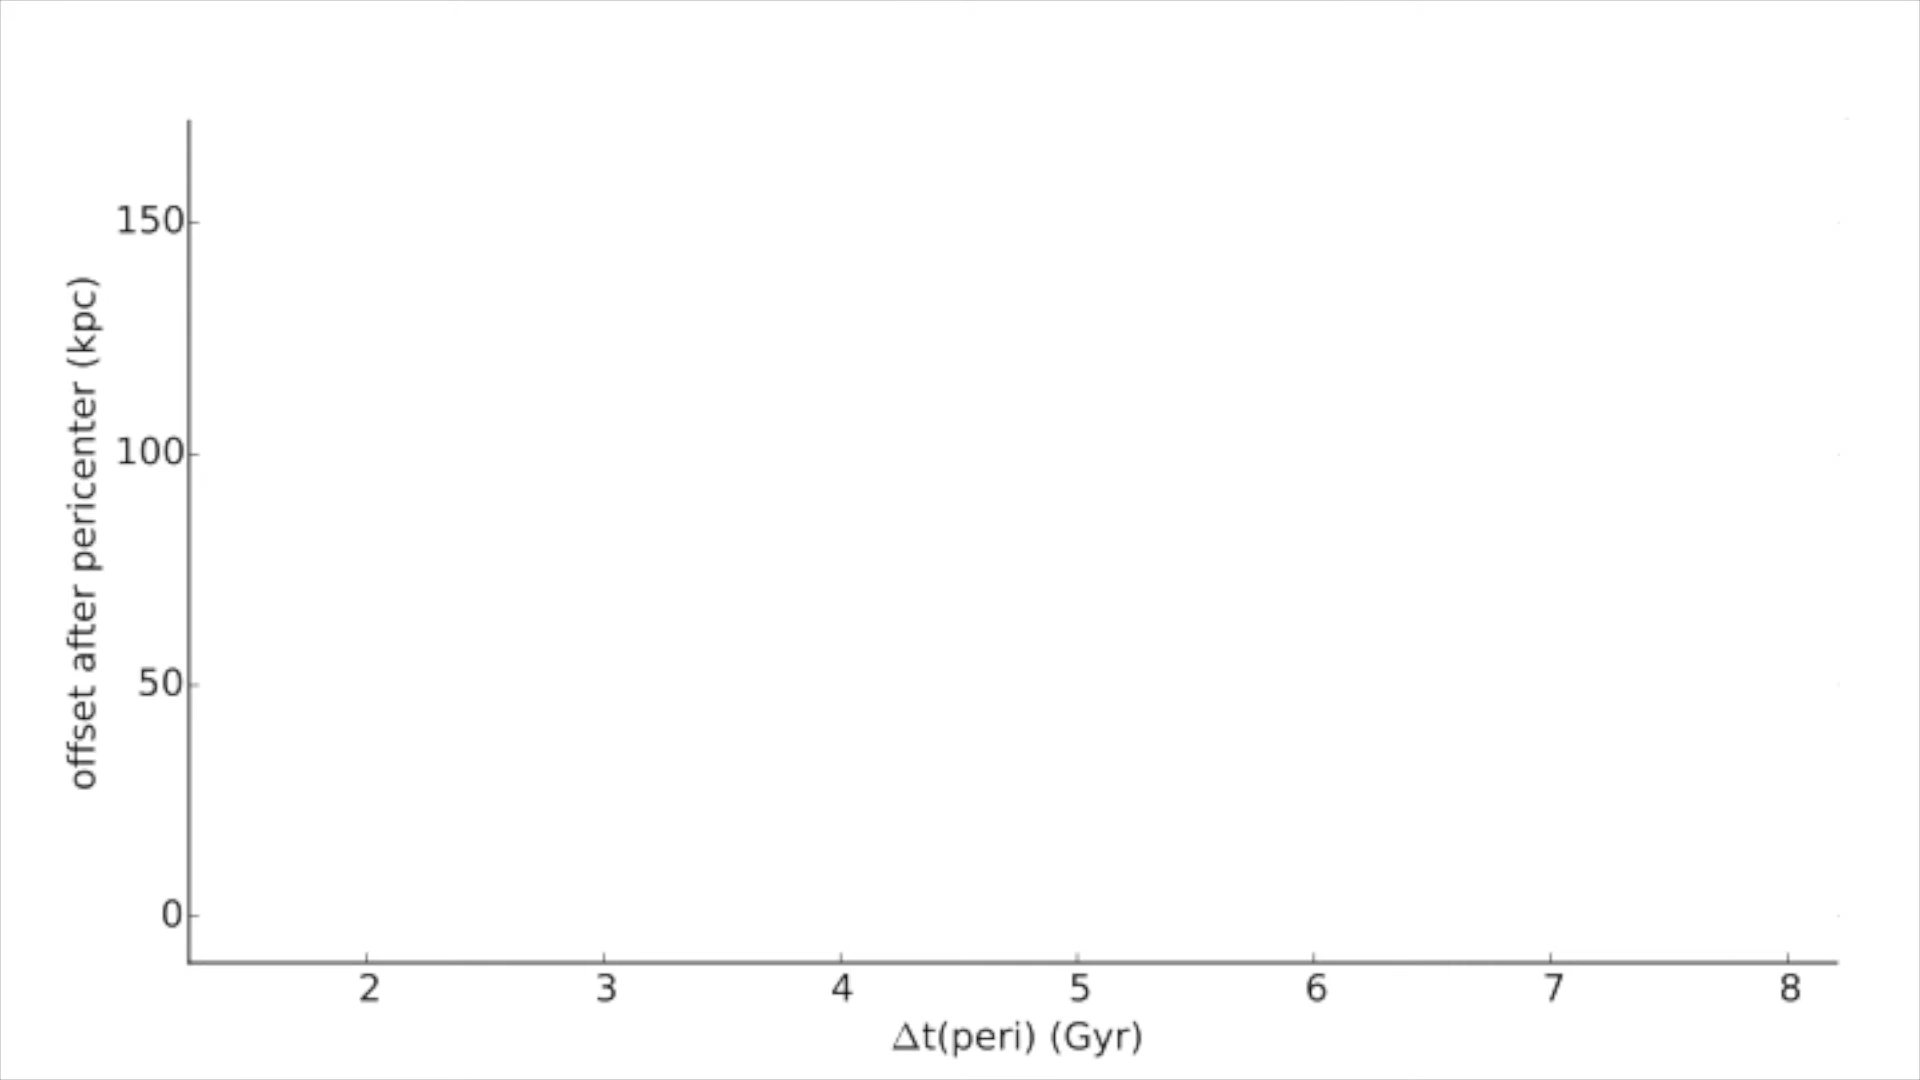 150
100
50
0
offset after pericenter (kpc)
2 3 4 5 6 7 8
Δt(peri) (Gyr)